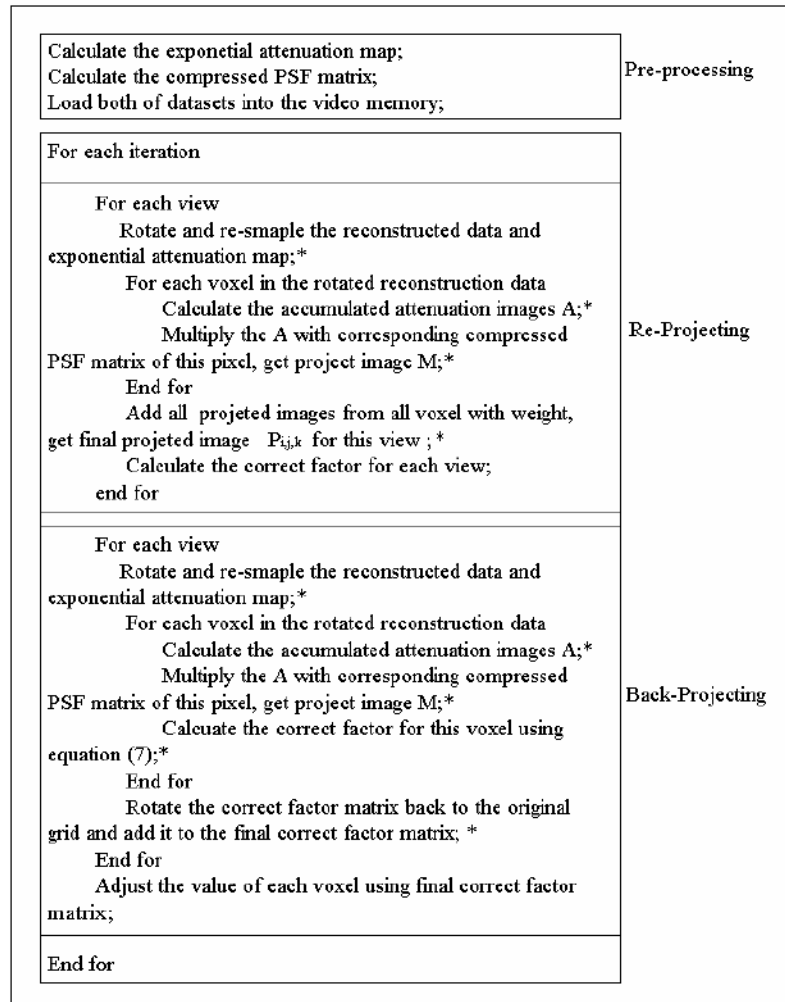 Calculate the exponetial attenuation map;
Calculate the compressed PSF matrix;
Load both of datasets into the video memory;
Pre-processing
For each iteration
For each view
Rotate and re-smaple the reconstructed data and
exponential attenuation map;*
For each voxel in the rotated reconstruction data
Calculate the accumulated attenuation images A;*
Multiply the A with corresponding compressed
PSF matrix of this pixel, get project image M;*
End for
Add all projeted images from all voxel with weight,
get final projeted image Pi,j,k for this view ;*
Calculate the correct factor for each view;
end for
Re-Projecting
For each view
Rotate and re-smaple the reconstructed data and
exponential attenuation map;*
For each voxel in the rotated reconstruction data
Calculate the accumulated attenuation images A;*
Multiply the A with corresponding compressed
PSF matrix of this pixel, get project image M;*
Calcuate the correct factor for this voxel using
equation (7);*
End for
Rotate the correct factor matrix back to the original
grid and add it to the final correct factor matrix; *
End for
Adjust the value of each voxel using final correct factor
matrix;
Back-Projecting
End for